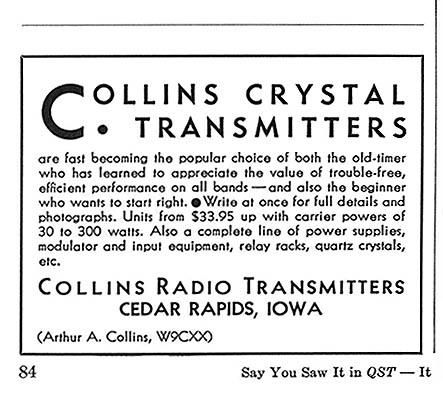 COLLINS CRYSTAL
• TRANSMITTERS
are fast becoming the popular choice of both the old-timer
who has learned to appreciate the value of trouble-free,
efficient performance on all bands—and also the beginner
who wants to start right. ●Write at once for full details and
photographs. Units from $33.95 up with carrier powers of
30 to 300 watts. Also a complete line of power supplies,
modulator and input equipment, relay racks, quartz crystals,
etc.
COLLINS RADIO TRANSMITTERS
CEDAR RAPIDS, IOWA
(Arthur A. Collins, W9CXX)
84 Say You Saw It in QST — It